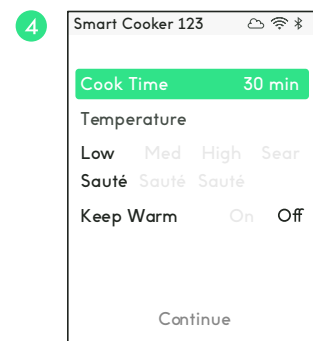 4
Smart Cooker 123
Cook Time 30 min
Temperature
Low Med High Sear
Sauté Sauté Sauté
Keep Warm On Off
Continue